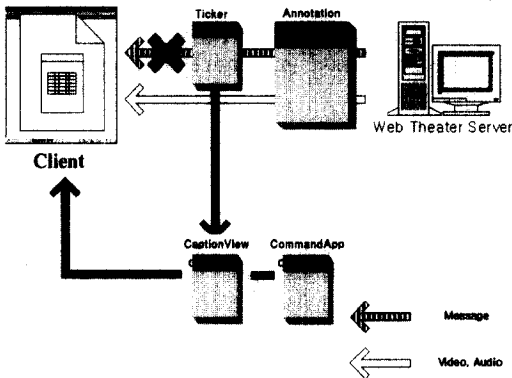 Ticker
Annotation
Web Theater Server
Client
CaptionView
CommandApp
Message
Video, Audio